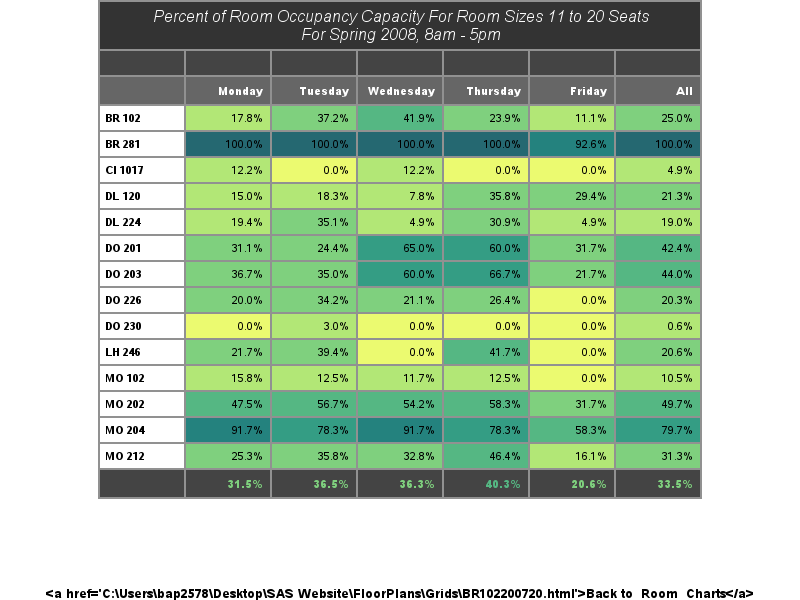 Percent of Room Occupancy Capacity For Room Sizes 11 to 20 Seats
For Spring 2008, 8am - 5pm
Monday Tuesday Wednesday Thursday Friday All
BR 102 17.8% 37.2% 41.9% 23.9% 11.1% 25.0%
BR 281 100.0% 100.0% 100.0% 100.0% 92.6% 100.0%
CI 1017 12.2% 0.0% 12.2% 0.0% 0.0% 4.9%
DL 120 15.0% 18.3% 7.8% 35.8% 29.4% 21.3%
DL 224 19.4% 35.1% 4.9% 30.9% 4.9% 19.0%
DO 201 31.1% 24.4% 65.0% 60.0% 31.7% 42.4%
DO 203 36.7% 35.0% 60.0% 66.7% 21.7% 44.0%
DO 226 20.0% 34.2% 21.1% 26.4% 0.0% 20.3%
DO 230 0.0% 3.0% 0.0% 0.0% 0.0% 0.6%
LH 246 21.7% 39.4% 0.0% 41.7% 0.0% 20.6%
MO 102 15.8% 12.5% 11.7% 12.5% 0.0% 10.5%
MO 202 47.5% 56.7% 54.2% 58.3% 31.7% 49.7%
MO 204 91.7% 78.3% 91.7% 78.3% 58.3% 79.7%
MO 212 25.3% 35.8% 32.8% 46.4% 16.1% 31.3%
31.5% 36.5% 36.3% 40.3% 20.6% 33.5%
<a href='C:\Users\bap2578\Desktop\SAS Website\FloorPlans\Grids\BR102200720.html'>Back to Room Charts</a>